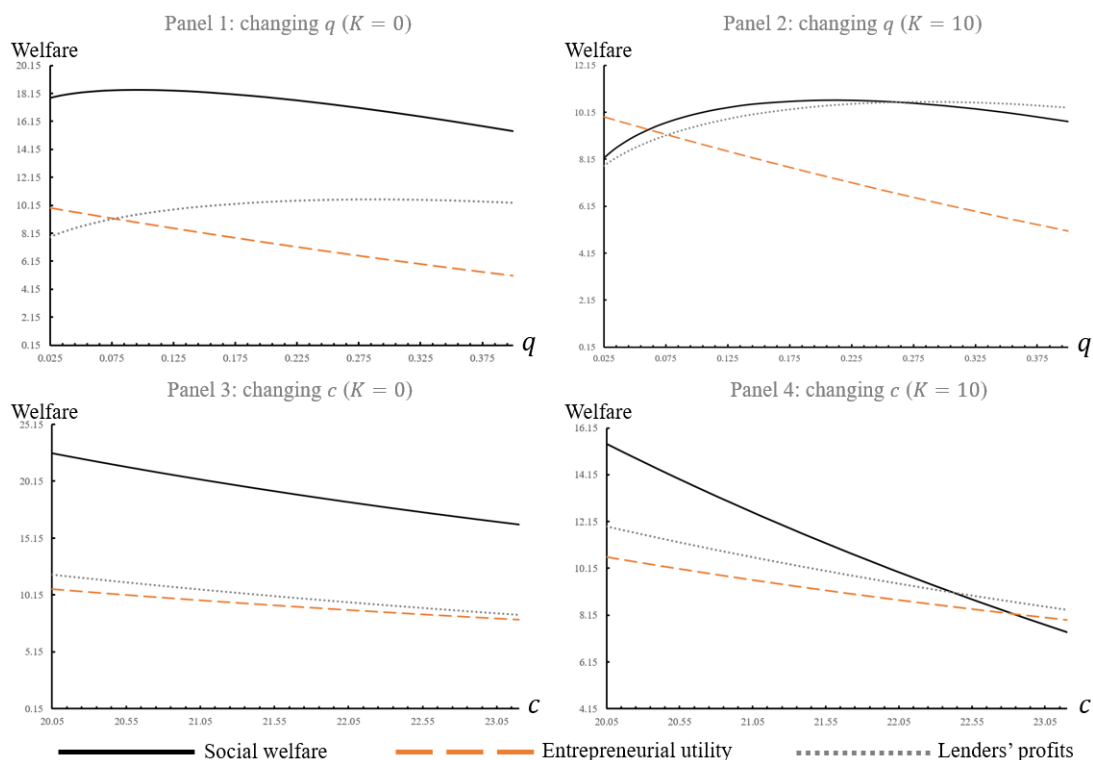 Panel 1: changing q (K = 0)
Welfare
20.15
18.15
16.15
14.15
12.15
10.15
8.15
6.15
4.15
2.15
0.15
0.025 0.075 0.125 0.175 0.225 0.275 0.325 0.375
q
Panel 2: changing q (K = 10)
Welfare
12.15
10.15
8.15
6.15
4.15
2.15
0.15
0.025 0.075 0.125 0.175 0.225 0.275 0.325 0.375
q
Panel 3: changing c (K = 0)
Welfare
25.15
20.15
15.15
10.15
5.15
0.15
20.05 20.55 21.05 21.55 22.05 22.55 23.05
c
Panel 4: changing c (K = 10)
Welfare
16.15
14.15
12.15
10.15
8.15
6.15
4.15
20.05 20.55 21.05 21.55 22.05 22.55 23.05
c
Social welfare
Entrepreneurial utility
Lenders' profits